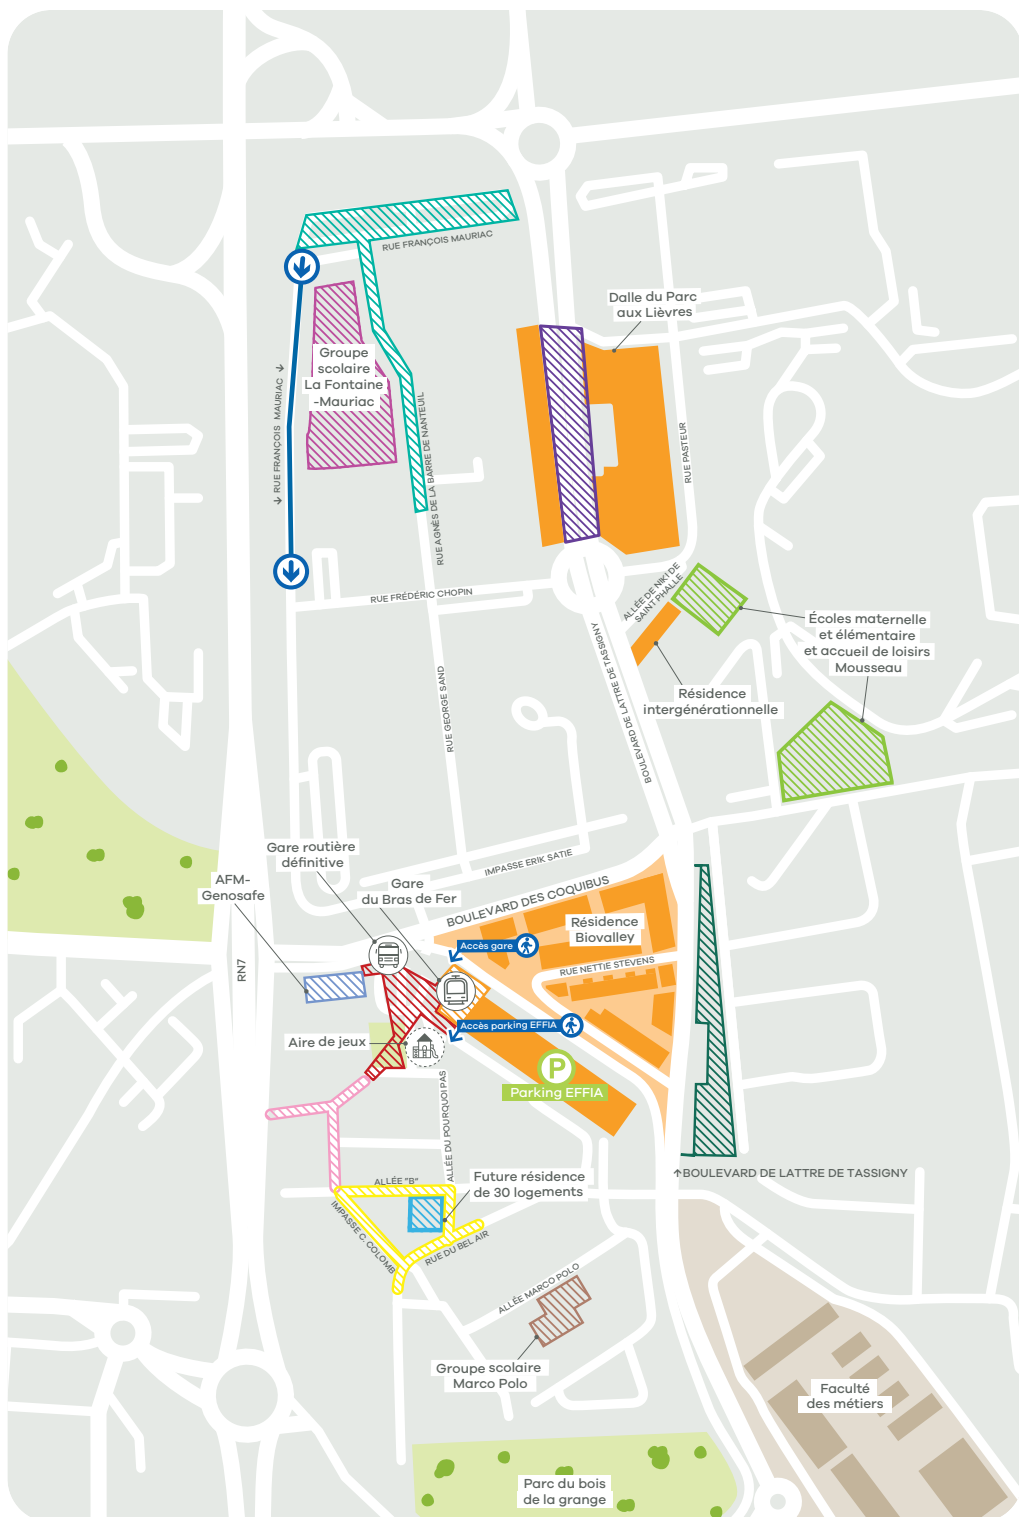 RUE FRANÇOIS MAURIAC
Dalle du Parc
aux Lièvres
Groupe
scolaire
La Fontaine
-Mauriac
← RUE FRANÇOIS MAURIAC →
RUE AGNÈS DE LA BARRE DE NANTEUIL
RUE PASTEUR
RUE FRÉDÉRIC CHOPIN
ALLÉE DE NIKI DE
SAINT PHALLE
Écoles maternelle
et élémentaire
et accueil de loisirs
Mousseau
Résidence
intergénérationnelle
BOULEVARD DE LATTRE DE TASSIGNY
RUE GEORGE SAND
Gare routière
définitive
IMPASSE ERIK SATIE
AFM-
Genosafe
Gare
du Bras de Fer
BOULEVARD DES COQUIBUS
Résidence
Biovalley
Accès gare
RUE NETTIE STEVENS
RN7
Accès parking EFFIA
Aire de jeux
P
Parking EFFIA
ALLÉE DU POURQUOI PAS
↑BOULEVARD DE LATTRE DE TASSIGNY
ALLÉE "B"
Future résidence
de 30 logements
IMPASSE C. COLOMB
RUE DU BEL AIR
ALLÉE MARCO POLO
Groupe scolaire
Marco Polo
Faculté
des métiers
Parc du bois
de la grange